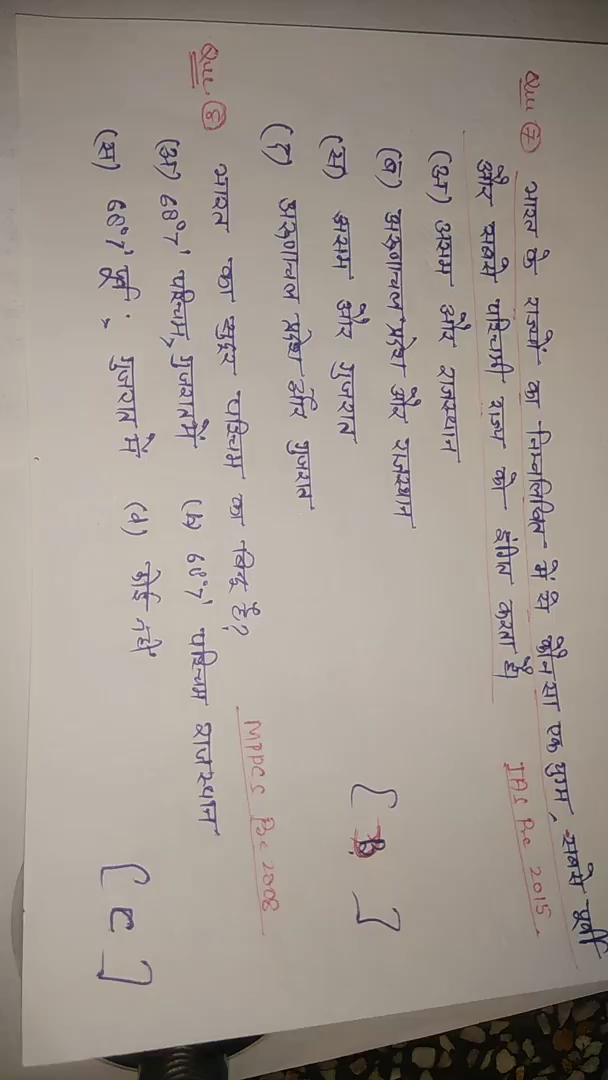 Que ⑦ भारत के राज्यों का निम्नलिखित में से कौन सा एक युग्म, सबसे पूर्वी
और सबसे पश्चिमी राज्य को इंगित करता है।
IAS Pre 2015
(अ) असम और राजस्थान
(ब) अरुणाचल प्रदेश और राजस्थान
(स) असम और गुजरात
(द) अरुणाचल प्रदेश और गुजरात
[ B ]
Que ⑧ भारत का सुदूर पश्चिम का बिन्दु है?
MPPCS Pre 2008
(अ) 68°7' पश्चिम, गुजरात में (b) 68°7' पश्चिम राजस्थान
(स) 68°7' पूर्व, गुजरात में (d) कोई नहीं
[ c ]